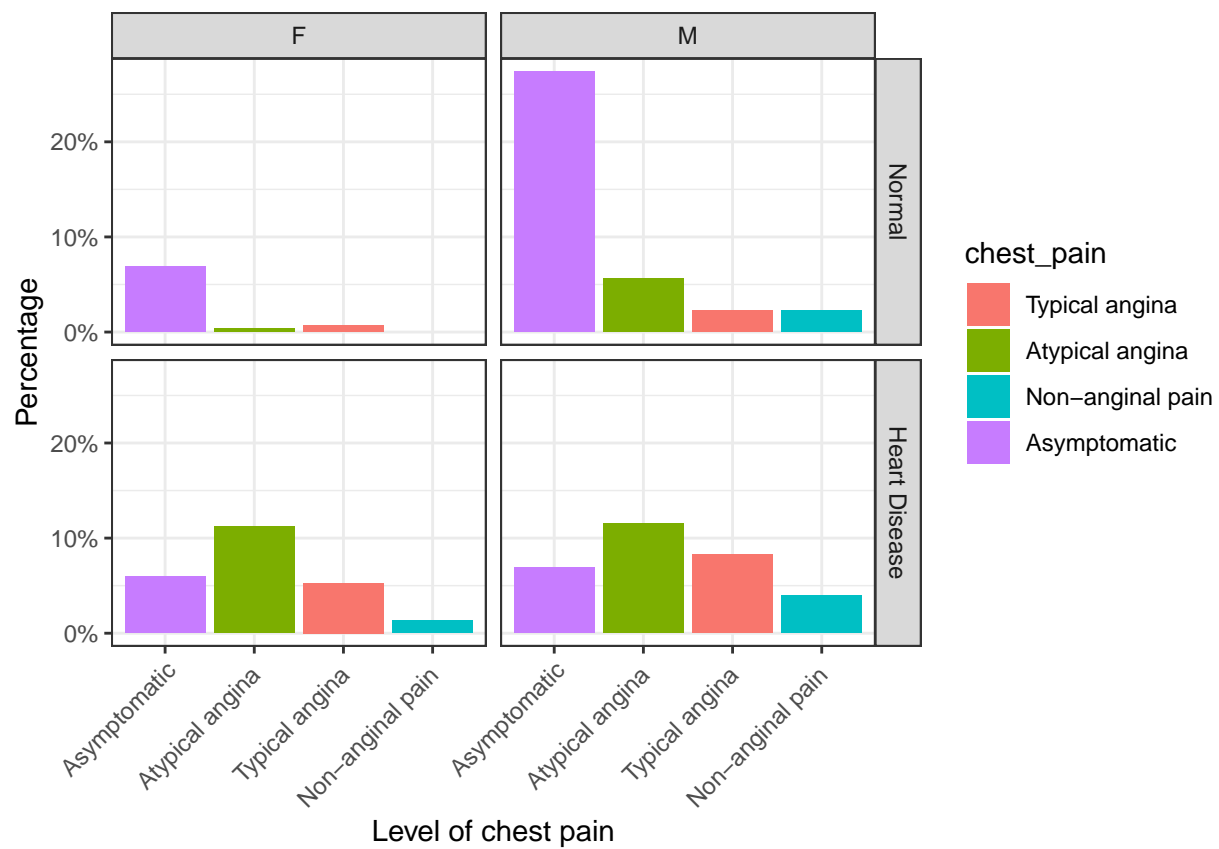 F
M
Normal
20%
10%
0%
Heart Disease
20%
10%
0%
Percentage
Asymptomatic
Atypical angina
Typical angina
Non−anginal pain
Asymptomatic
Atypical angina
Typical angina
Non−anginal pain
Level of chest pain
chest_pain
Typical angina
Atypical angina
Non−anginal pain
Asymptomatic